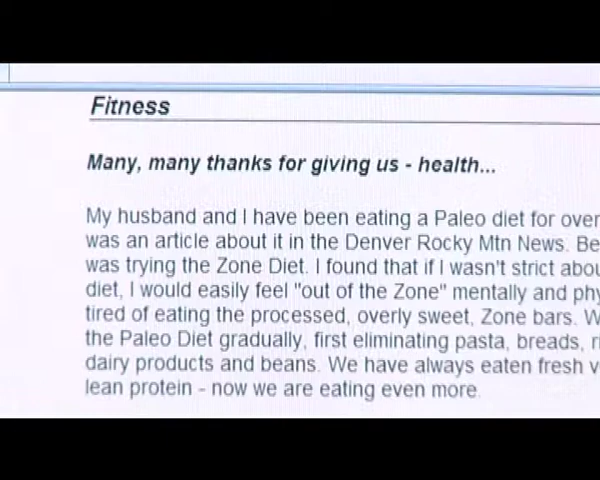 Fitness
Many, many thanks for giving us - health...
My husband and I have been eating a Paleo diet for over
was an article about it in the Denver Rocky Mtn News. Be
was trying the Zone Diet. I found that if I wasn't strict abou
diet, I would easily feel "out of the Zone" mentally and phy
tired of eating the processed, overly sweet, Zone bars. W
the Paleo Diet gradually, first eliminating pasta, breads, ri
dairy products and beans. We have always eaten fresh v
lean protein - now we are eating even more.